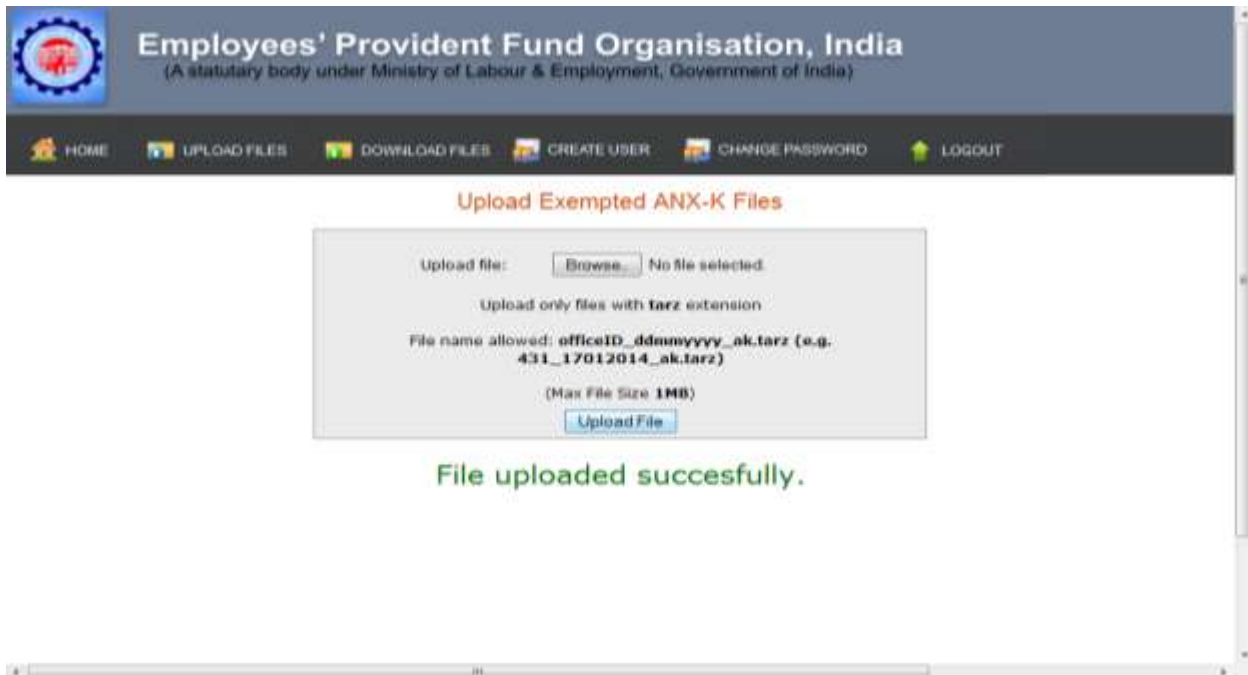 Employees' Provident Fund Organisation, India
(A statutary body under Ministry of Labour & Employment, Government of India)
HOME UPLOAD FILES DOWNLOAD FILES CREATE USER CHANGE PASSWORD LOGOUT
Upload Exempted ANX-K Files
Upload file: Browse... No file selected.
Upload only files with tarz extension
File name allowed: officeID_ddmmyyyy_ak.tarz (e.g.
431_17012014_ak.tarz)
(Max File Size 1MB)
Upload File
File uploaded succesfully.